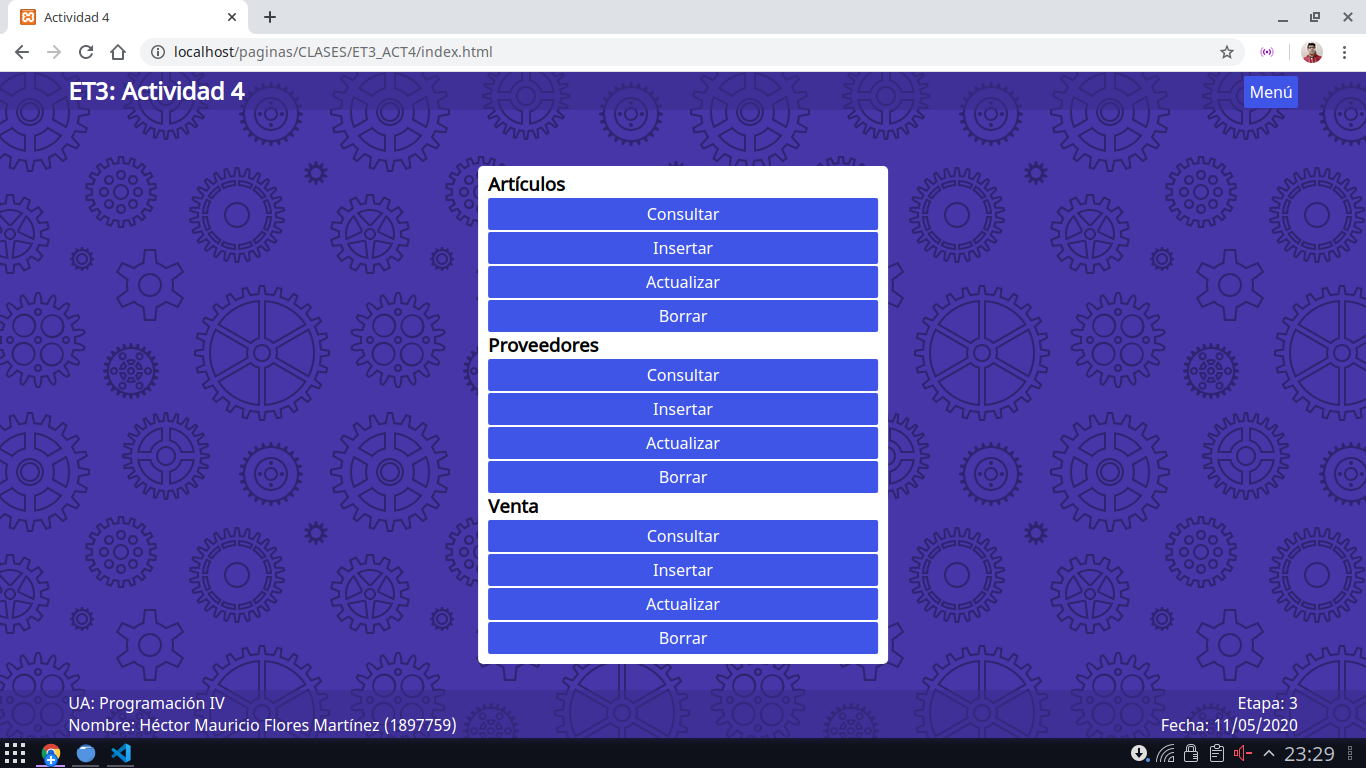 Actividad 4
localhost/paginas/CLASES/ET3_ACT4/index.html
ET3: Actividad 4
Menú
Artículos
Consultar
Insertar
Actualizar
Borrar
Proveedores
Consultar
Insertar
Actualizar
Borrar
Venta
Consultar
Insertar
Actualizar
Borrar
UA: Programación IV
Etapa: 3
Nombre: Héctor Mauricio Flores Martínez (1897759)
Fecha: 11/05/2020
23:29